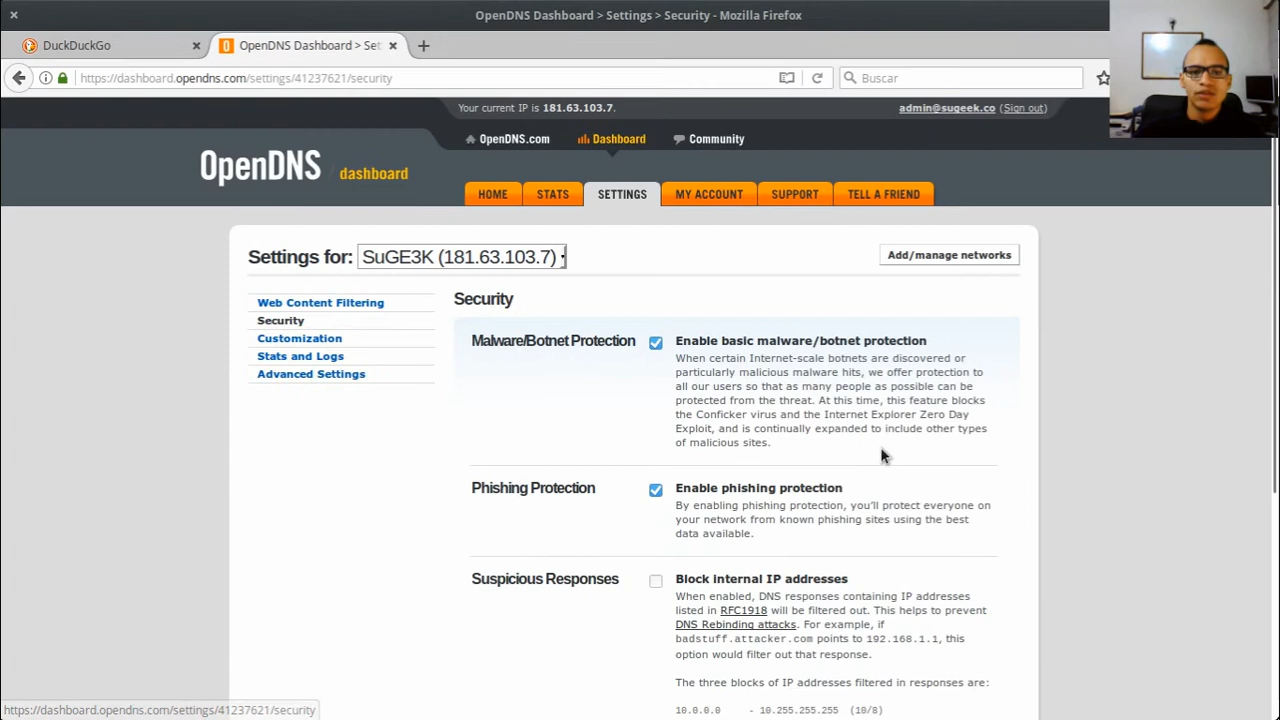 OpenDNS Dashboard > Settings > Security - Mozilla Firefox
DuckDuckGo
OpenDNS Dashboard > Set
https://dashboard.opendns.com/settings/41237621/security
Buscar
Your current IP is 181.63.103.7.
admin@sugeek.co (Sign out)
OpenDNS.com
Dashboard
Community
OpenDNS / dashboard
HOME
STATS
SETTINGS
MY ACCOUNT
SUPPORT
TELL A FRIEND
Settings for: SuGE3K (181.63.103.7)
Add/manage networks
Web Content Filtering
Security
Customization
Stats and Logs
Advanced Settings
Security
Malware/Botnet Protection
Enable basic malware/botnet protection
When certain Internet-scale botnets are discovered or
particularly malicious malware hits, we offer protection to
all our users so that as many people as possible can be
protected from the threat. At this time, this feature blocks
the Conficker virus and the Internet Explorer Zero Day
Exploit, and is continually expanded to include other types
of malicious sites.
Phishing Protection
Enable phishing protection
By enabling phishing protection, you'll protect everyone on
your network from known phishing sites using the best
data available.
Suspicious Responses
Block internal IP addresses
When enabled, DNS responses containing IP addresses
listed in RFC1918 will be filtered out. This helps to prevent
DNS Rebinding attacks. For example, if
badstuff.attacker.com points to 192.168.1.1, this
option would filter out that response.
The three blocks of IP addresses filtered in responses are:
10.0.0.0 - 10.255.255.255 (10/8)
https://dashboard.opendns.com/settings/41237621/security